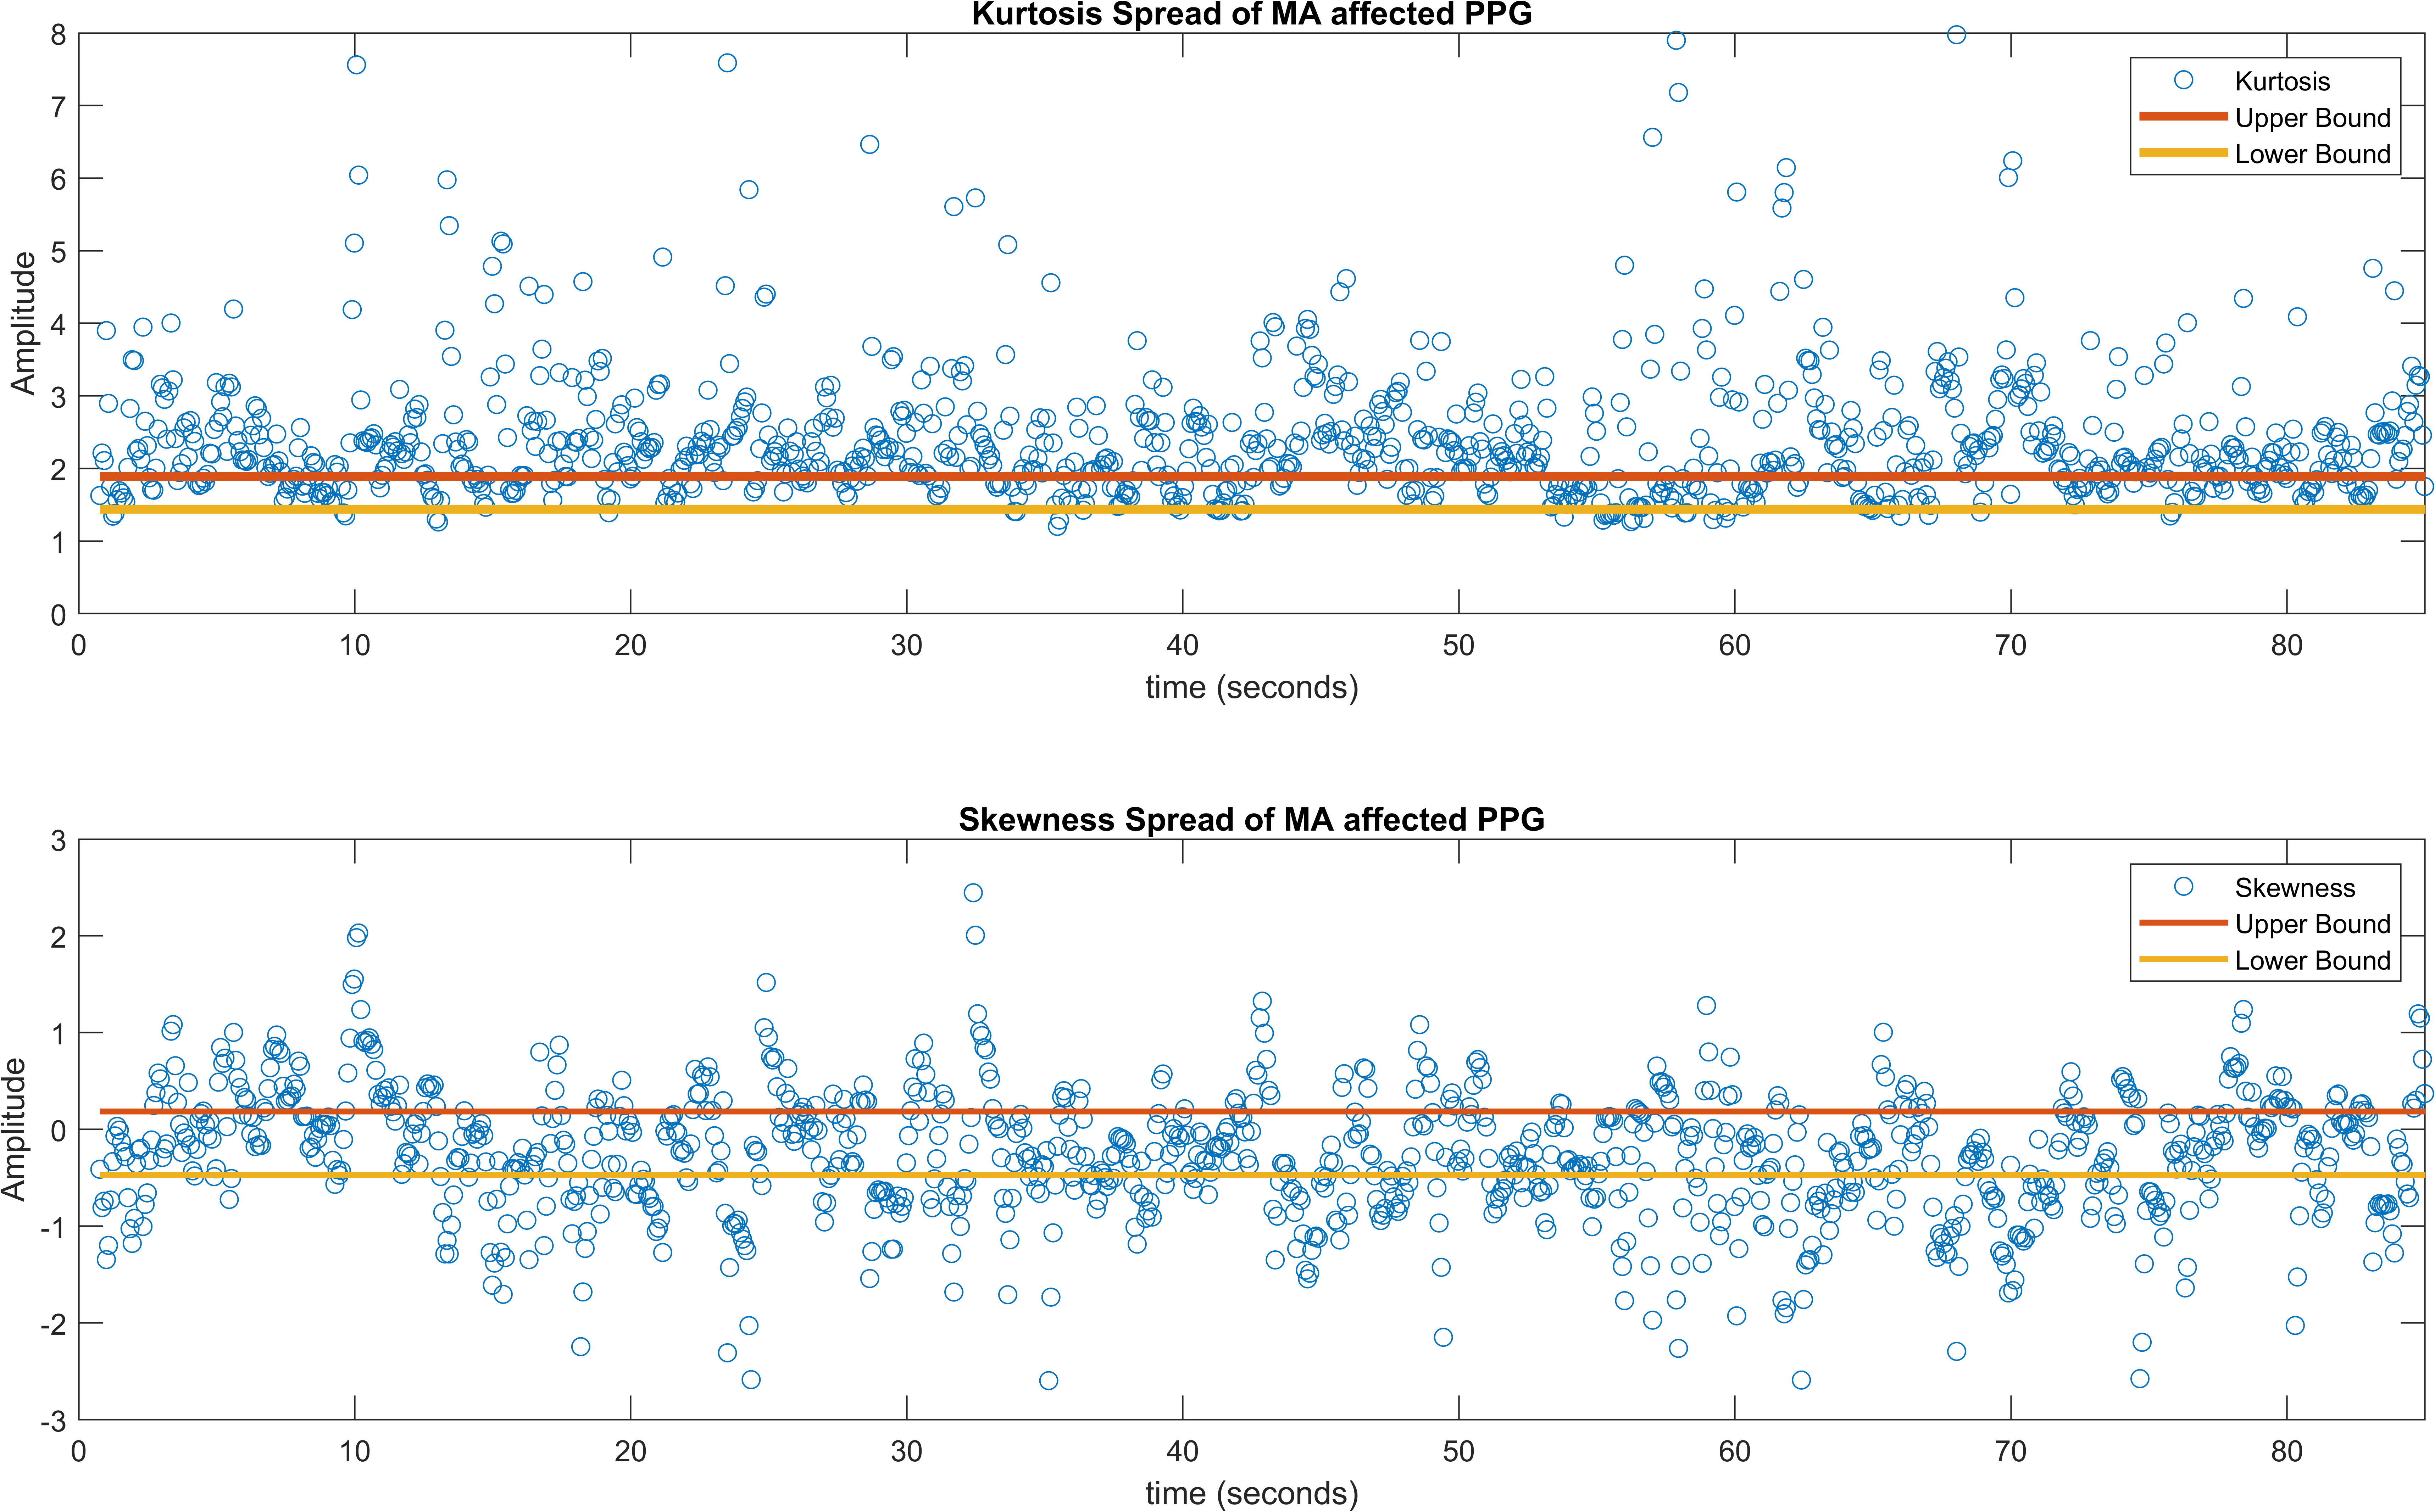 Kurtosis Spread of MA affected PPG
8
7
6
5
4
3
2
1
0
Amplitude
Kurtosis
Upper Bound
Lower Bound
0 10 20 30 40 50 60 70 80
time (seconds)
Skewness Spread of MA affected PPG
3
2
1
0
-1
-2
-3
Amplitude
Skewness
Upper Bound
Lower Bound
0 10 20 30 40 50 60 70 80
time (seconds)